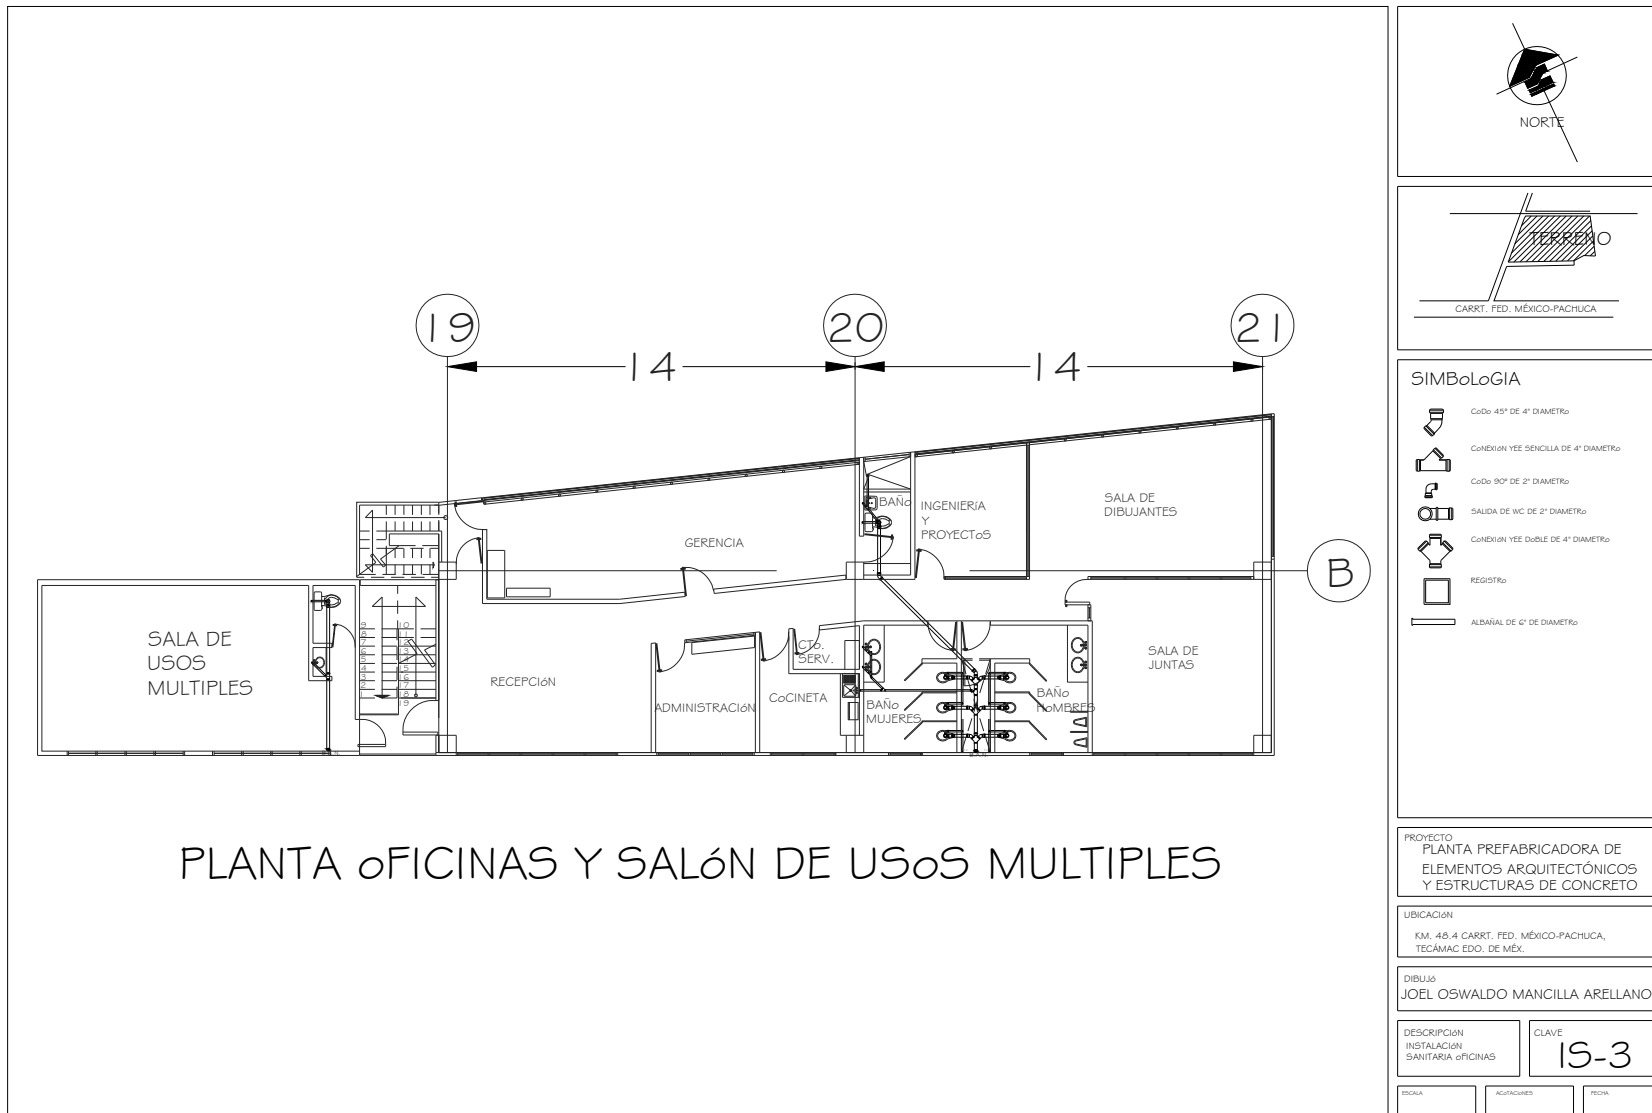 19
20
21
14
14
B
BAÑo
INGENIERíA
Y
PROYECToS
SALA DE
DIBUJANTES
GERENCIA
SALA DE
USOS
MULTIPLES
RECEPCIóN
ADMINISTRACIóN
CTo.
SERV.
CoCINETA
BAÑo
MUJERES
BAÑo
HoMBRES
SALA DE
JUNTAS
PLANTA oFICINAS Y SALóN DE USoS MULTIPLES
NORTE
TERRENO
CARRT. FED. MÉXICO-PACHUCA
SIMBoLoGIA
CoDo 45° DE 4" DIAMETRo
CoNEXIóN YEE SENCILLA DE 4" DIAMETRo
CoDo 90° DE 2" DIAMETRo
SALIDA DE WC DE 2" DIAMETRo
CoNEXIóN YEE DoBLE DE 4" DIAMETRo
REGISTRo
ALBAÑAL DE 6" DE DIAMETRo
PROYECTO
PLANTA PREFABRICADORA DE
ELEMENTOS ARQUITECTÓNICOS
Y ESTRUCTURAS DE CONCRETO
UBICACIóN
KM. 48.4 CARRT. FED. MÉXICO-PACHUCA,
TECÁMAC EDO. DE MÉX.
DIBUJó
JOEL OSWALDO MANCILLA ARELLANO
DESCRIPCIóN
INSTALACIóN
SANITARIA oFICINAS
CLAVE
IS-3
ESCALA
ACoTACIoNES
FECHA